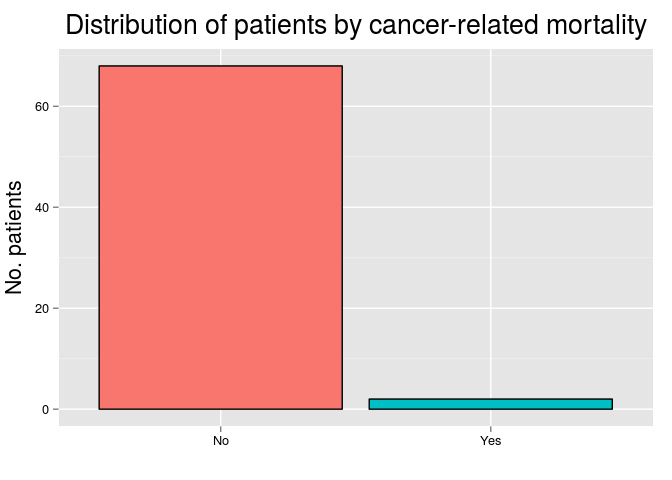 Distribution of patients by cancer-related mortality
No. patients
60
40
20
0
No
Yes